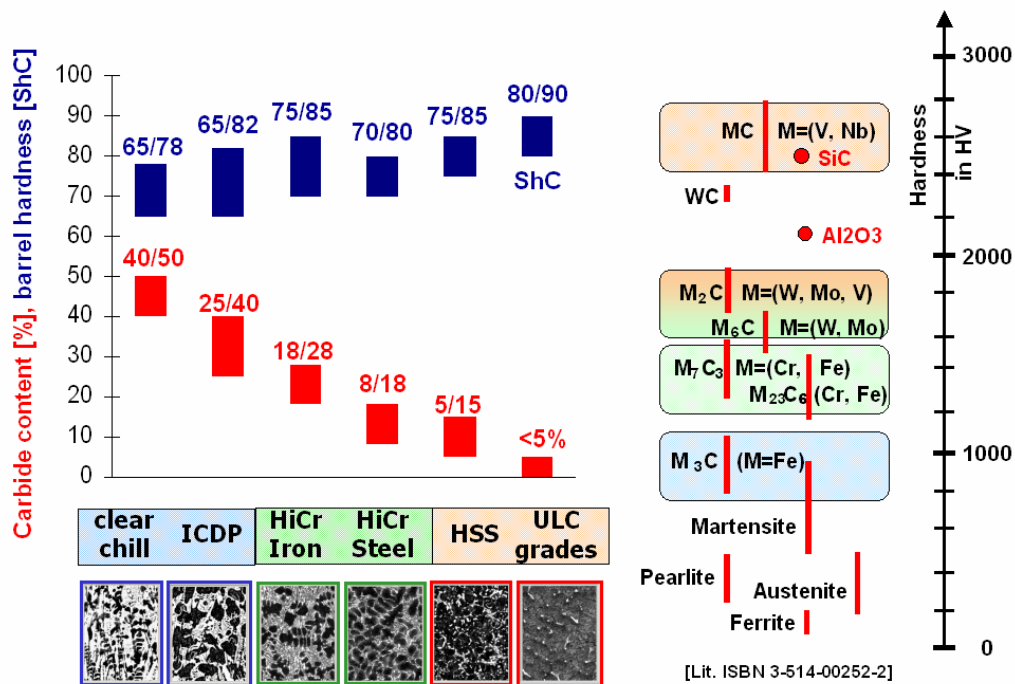 Carbide content [%], barrel hardness [ShC]
100
90
80
70
60
50
40
30
20
10
0
65/78
65/82
75/85
70/80
75/85
80/90
ShC
40/50
25/40
18/28
8/18
5/15
<5%
clear chill
ICDP
HiCr Iron
HiCr Steel
HSS
ULC grades
MC M=(V, Nb)
SiC
WC
Al2O3
M2C M=(W, Mo, V)
M6C M=(W, Mo)
M7C3 M=(Cr, Fe)
M23C6 (Cr, Fe)
M3C (M=Fe)
Martensite
Pearlite
Austenite
Ferrite
Hardness in HV
3000
2000
1000
0
[Lit. ISBN 3-514-00252-2]